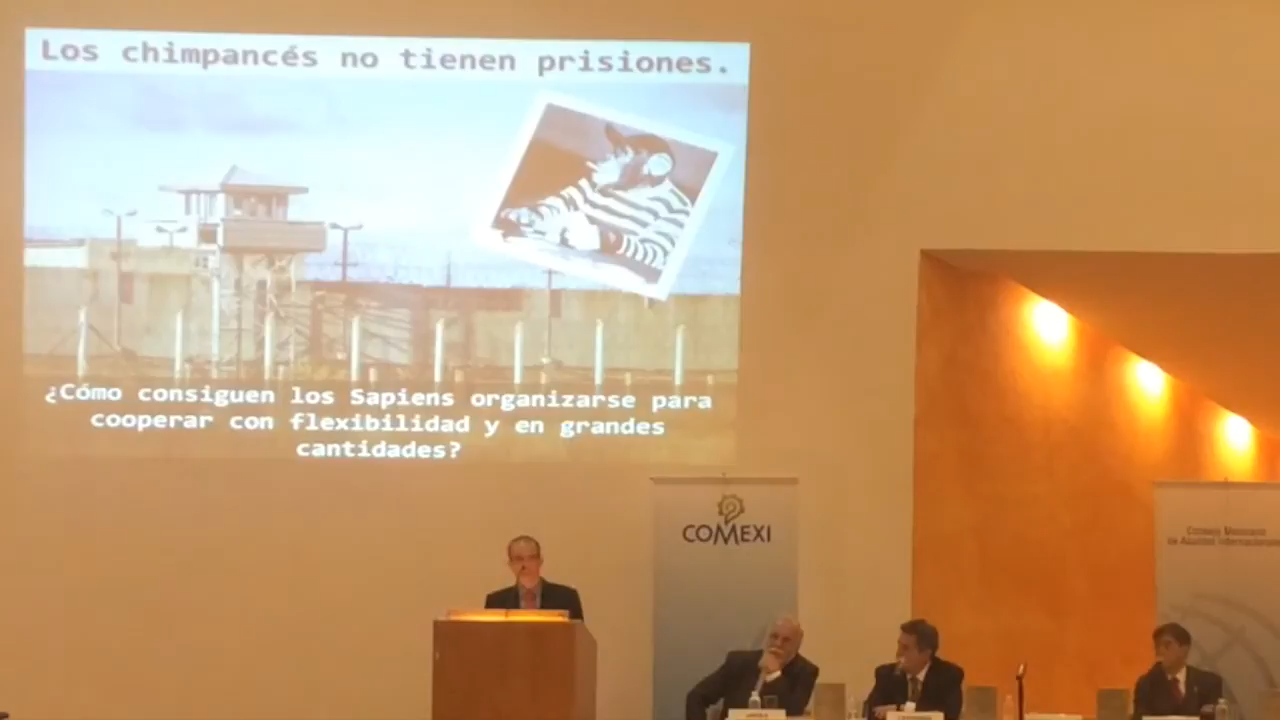 Los chimpancés no tienen prisiones.
¿Cómo consiguen los Sapiens organizarse para
cooperar con flexibilidad y en grandes
cantidades?
COMEXI
Consejo Mexicano
de Asuntos Internacionales